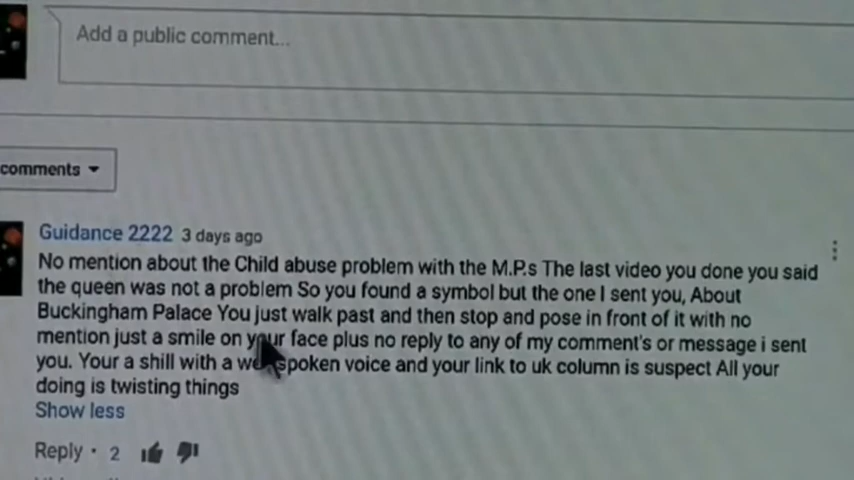 Add a public comment...
comments
Guidance 2222 3 days ago
No mention about the Child abuse problem with the M.P.s The last video you done you said
the queen was not a problem So you found a symbol but the one I sent you, About
Buckingham Palace You just walk past and then stop and pose in front of it with no
mention just a smile on your face plus no reply to any of my comment's or message i sent
you. Your a shill with a well spoken voice and your link to uk column is suspect All your
doing is twisting things
Show less
Reply · 2